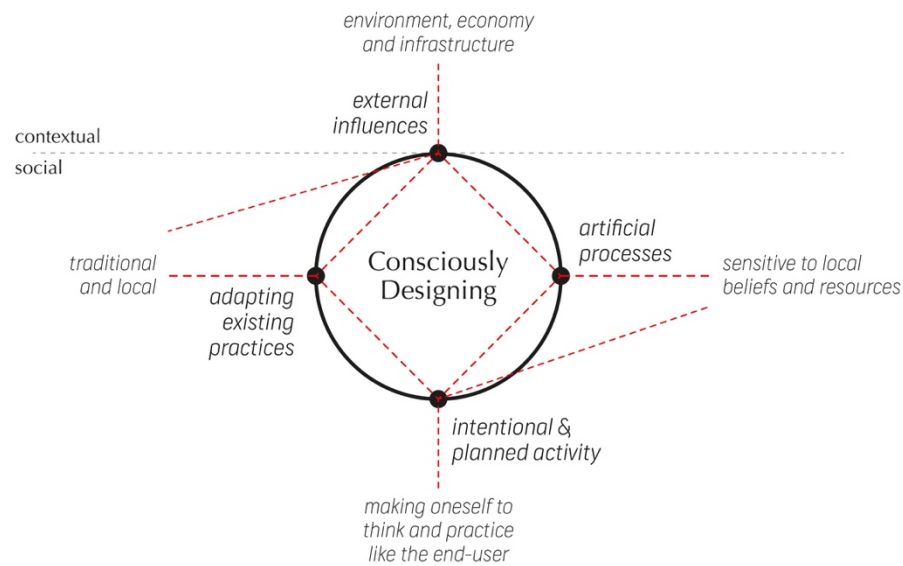 environment, economy
and infrastructure
external
influences
contextual
social
artificial
processes
traditional
and local
Consciously
Designing
sensitive to local
beliefs and resources
adapting
existing
practices
intentional &
planned activity
making oneself to
think and practice
like the end-user